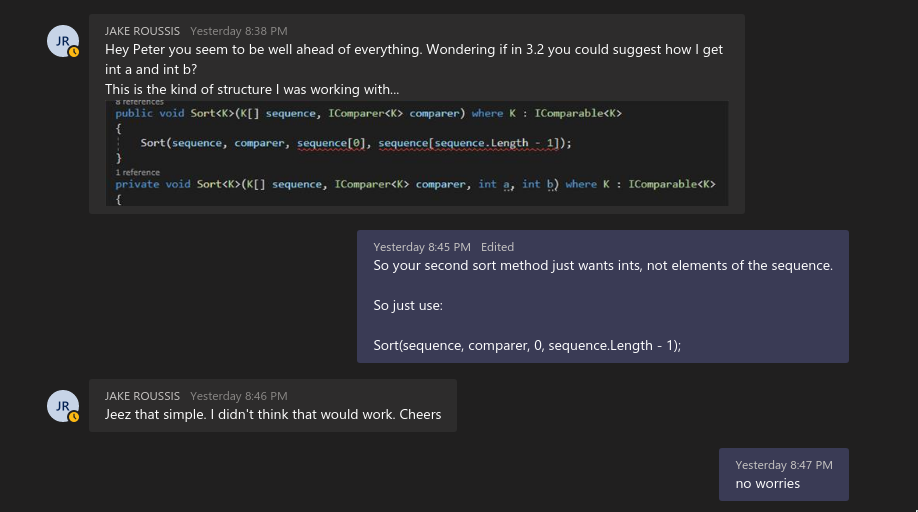 JR
JAKE ROUSSIS Yesterday 8:38 PM
Hey Peter you seem to be well ahead of everything. Wondering if in 3.2 you could suggest how I get
int a and int b?
This is the kind of structure I was working with...
8 references
public void Sort<K>(K[] sequence, IComparer<K> comparer) where K : IComparable<K>
{
Sort(sequence, comparer, sequence[0], sequence[sequence.Length - 1]);
}
1 reference
private void Sort<K>(K[] sequence, IComparer<K> comparer, int a, int b) where K : IComparable<K>
{
Yesterday 8:45 PM Edited
So your second sort method just wants ints, not elements of the sequence.
So just use:
Sort(sequence, comparer, 0, sequence.Length - 1);
JR
JAKE ROUSSIS Yesterday 8:46 PM
Jeez that simple. I didn't think that would work. Cheers
Yesterday 8:47 PM
no worries